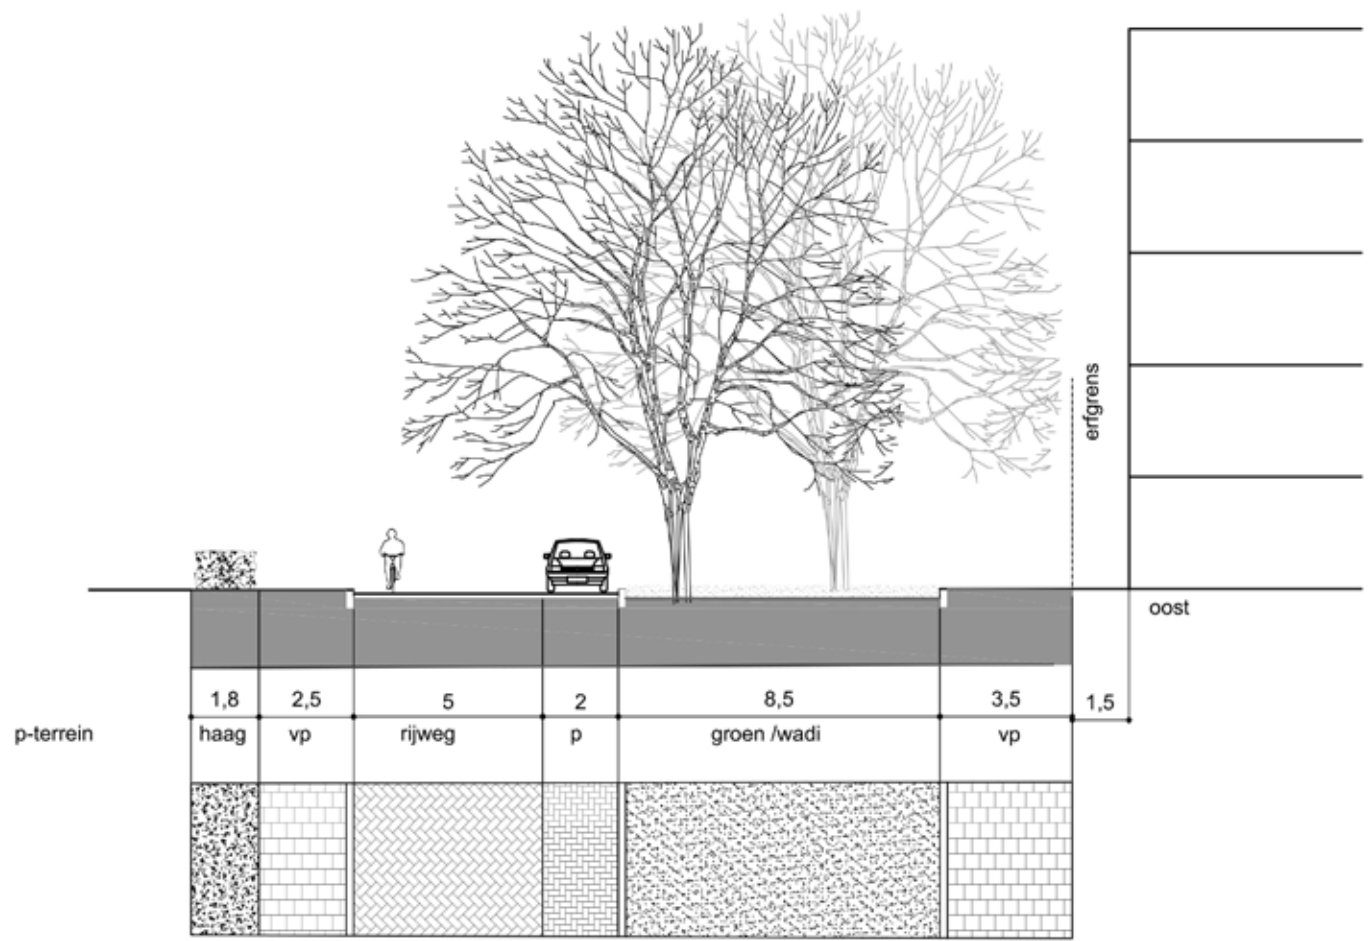 erfgrens
oost
1,8 2,5 5 2 8,5 3,5 1,5
p-terrein haag vp rijweg p groen /wadi vp